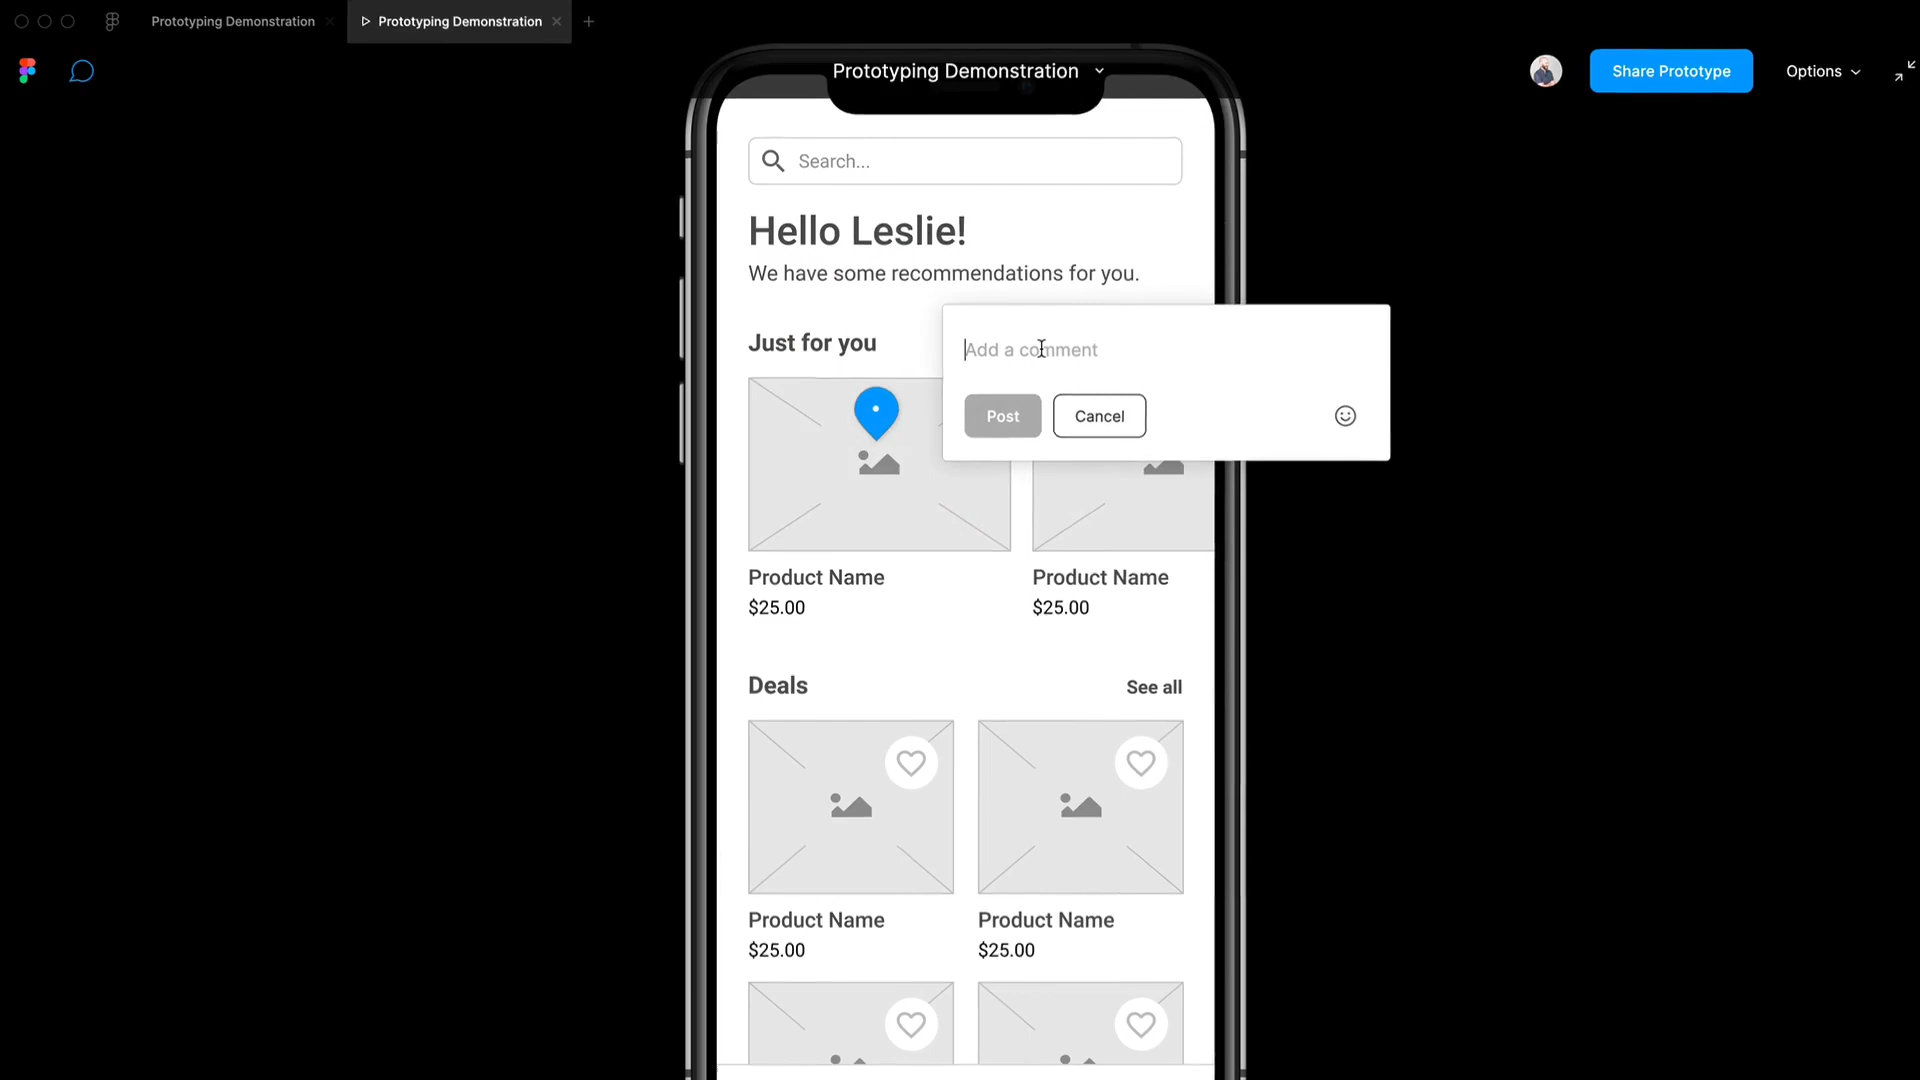 Prototyping Demonstration
Prototyping Demonstration
Prototyping Demonstration
Share Prototype
Options
Search...
Hello Leslie!
We have some recommendations for you.
Just for you
Add a comment
Post
Cancel
Product Name
$25.00
Product Name
$25.00
Deals
See all
Product Name
$25.00
Product Name
$25.00